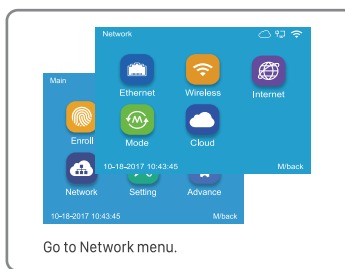 Network
Ethernet
Wireless
Internet
Mode
Cloud
10-18-2017 10:43:45
M/back
Main
Enroll
Network
Setting
Advance
10-18-2017 10:43:45
M/back
Go to Network menu.